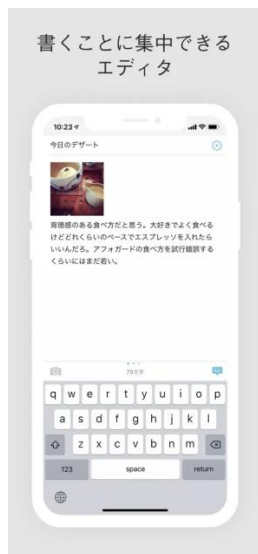 書くことに集中できる
エディタ
10:23
今日のデザート
背徳感のある食べ方だと思う。大好きでよく食べる
けどどれくらいのペースでエスプレッソを入れたら
いいんだろ。アフォガードの食べ方を試行錯誤する
くらいにはまだ若い。
78文字
q w e r t y u i o p
a s d f g h j k l
z x c v b n m
123 space return